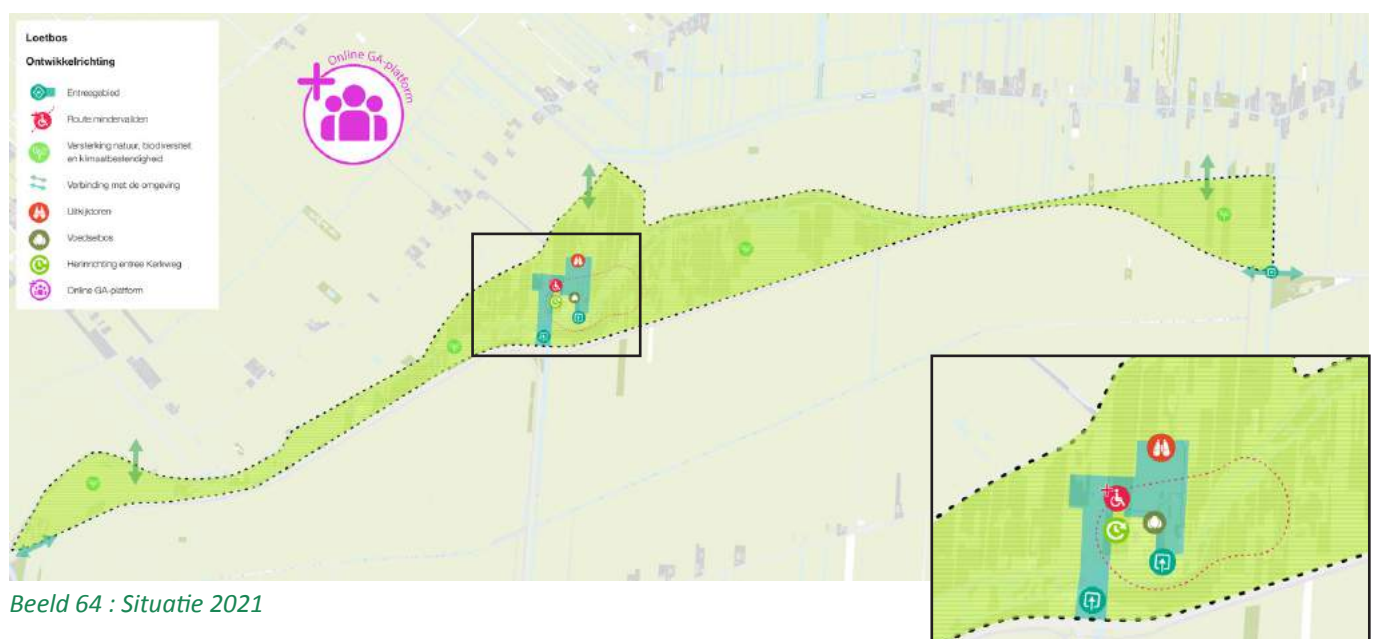 Loetbos
Ontwikkelrichting
Entreegebied
Route mindervaliden
Versterking natuur, biodiversiteit
en klimaatbestendigheid
Verbinding met de omgeving
Uitkijktoren
Voedselbos
Herinrichting entree Kerkweg
Online GA-platform
Online GA-platform
Beeld 64 : Situatie 2021